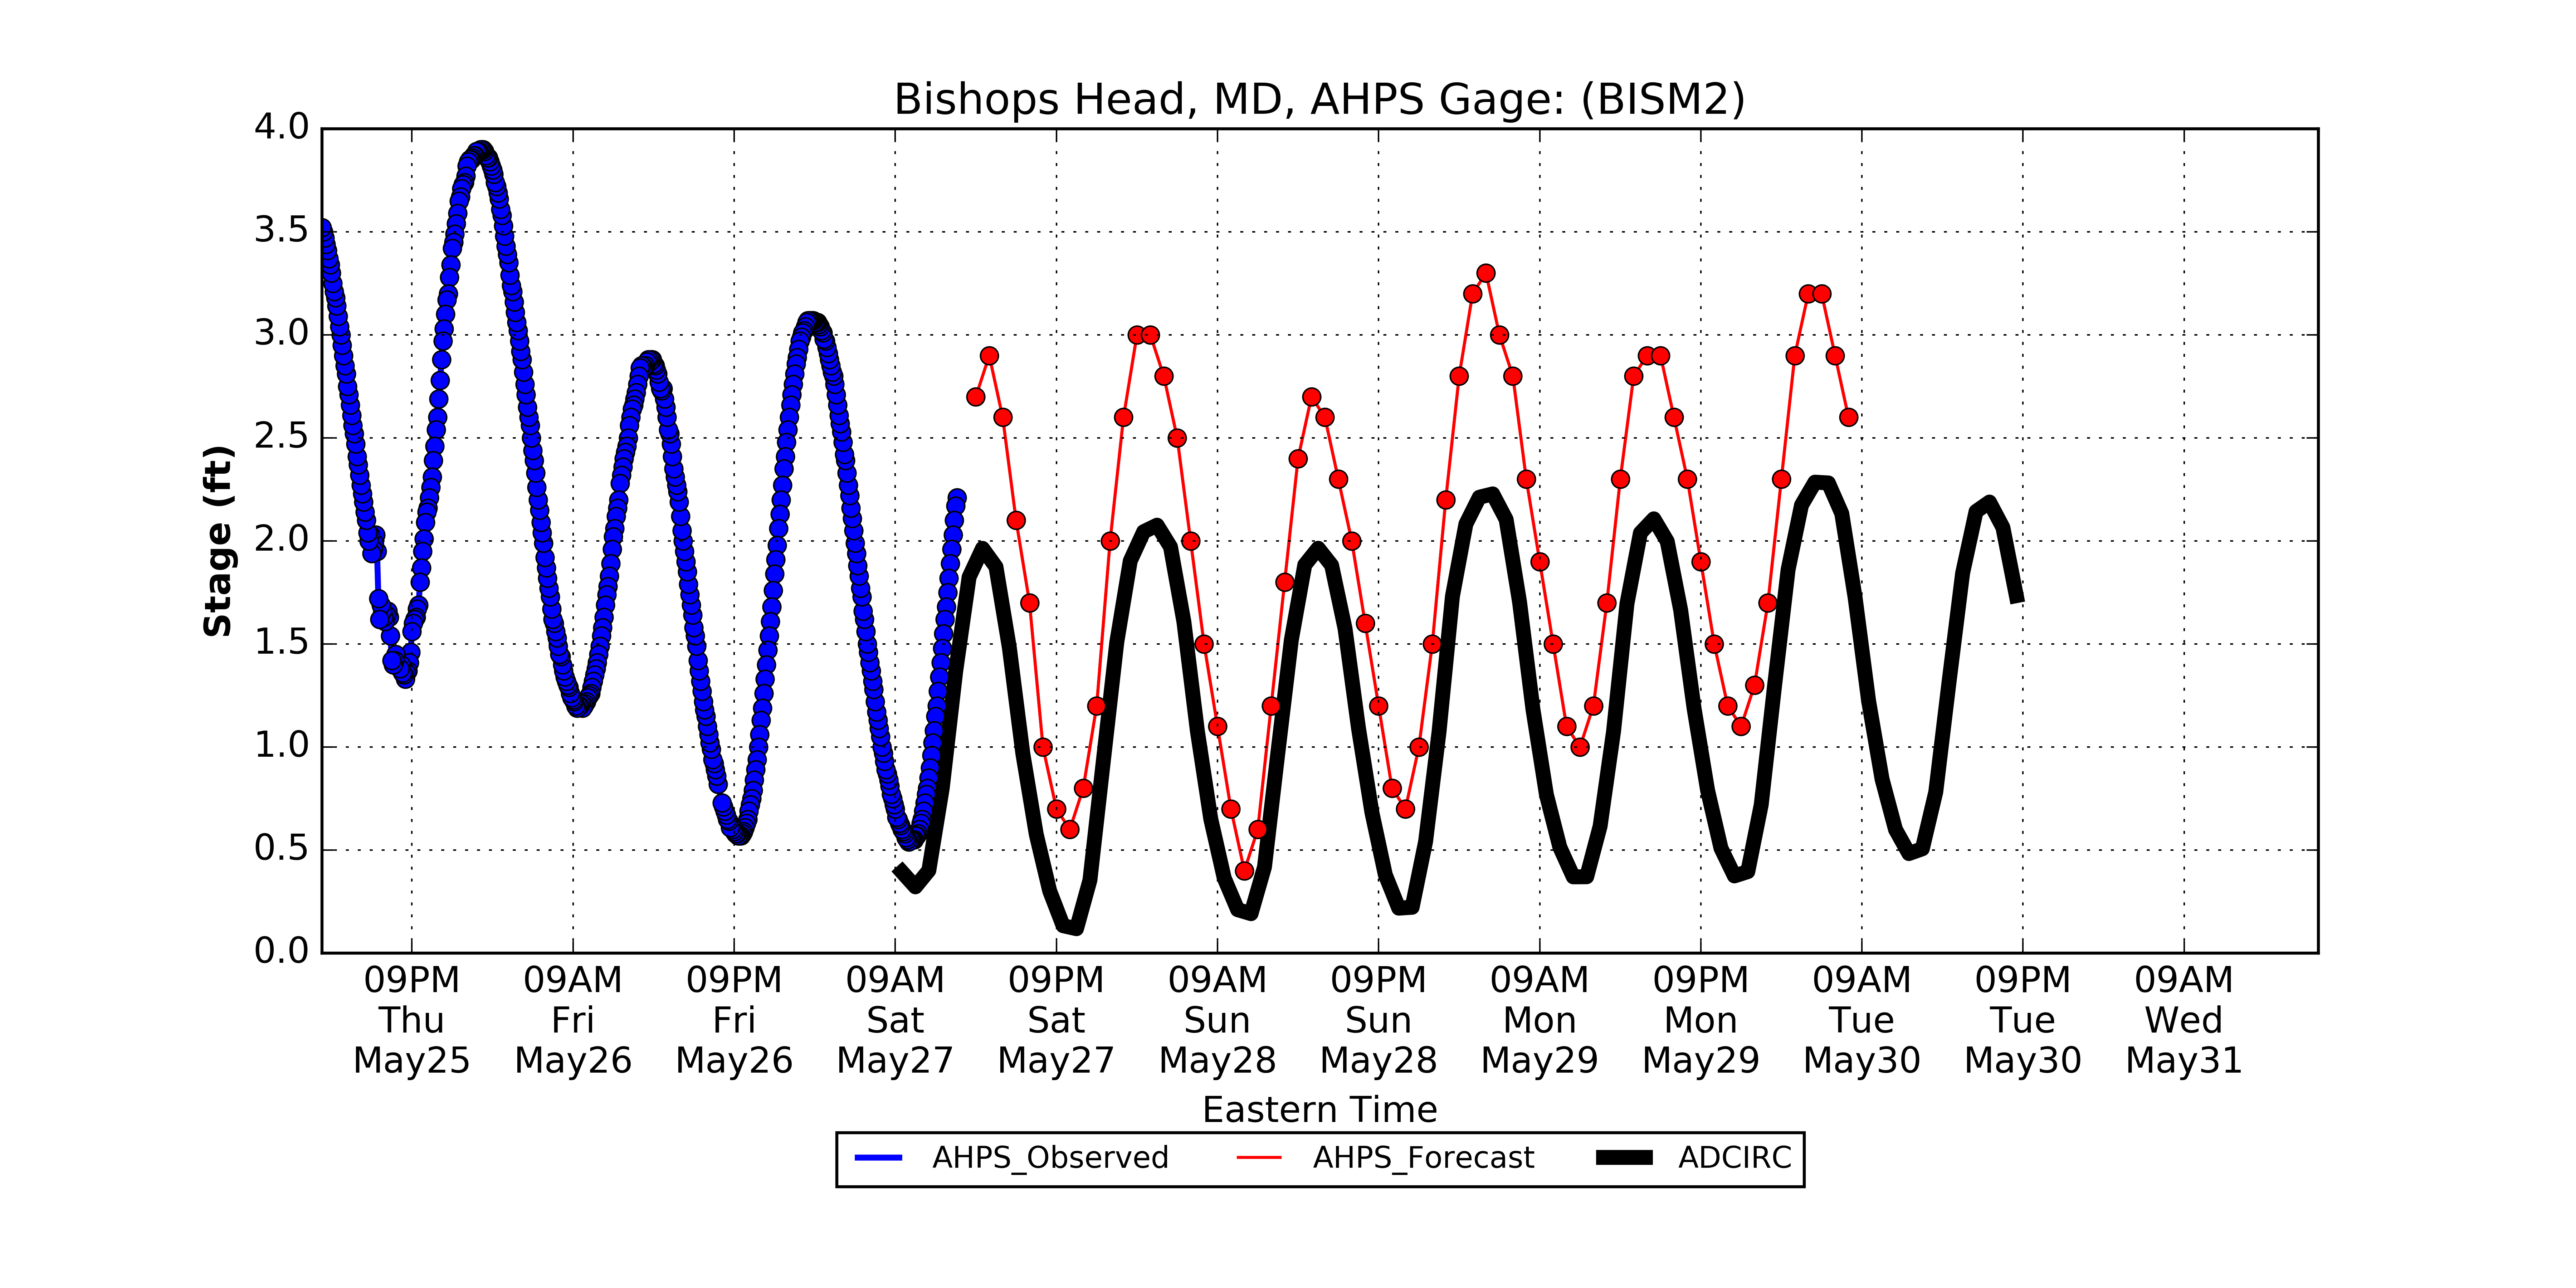 Bishops Head, MD, AHPS Gage: (BISM2)
Stage (ft)
4.0
3.5
3.0
2.5
2.0
1.5
1.0
0.5
0.0
09PM 09AM 09PM 09AM 09PM 09AM 09PM 09AM 09PM 09AM 09PM 09AM
Thu Fri Fri Sat Sat Sun Sun Mon Mon Tue Tue Wed
May25 May26 May26 May27 May27 May28 May28 May29 May29 May30 May30 May31
Eastern Time
AHPS_Observed AHPS_Forecast ADCIRC